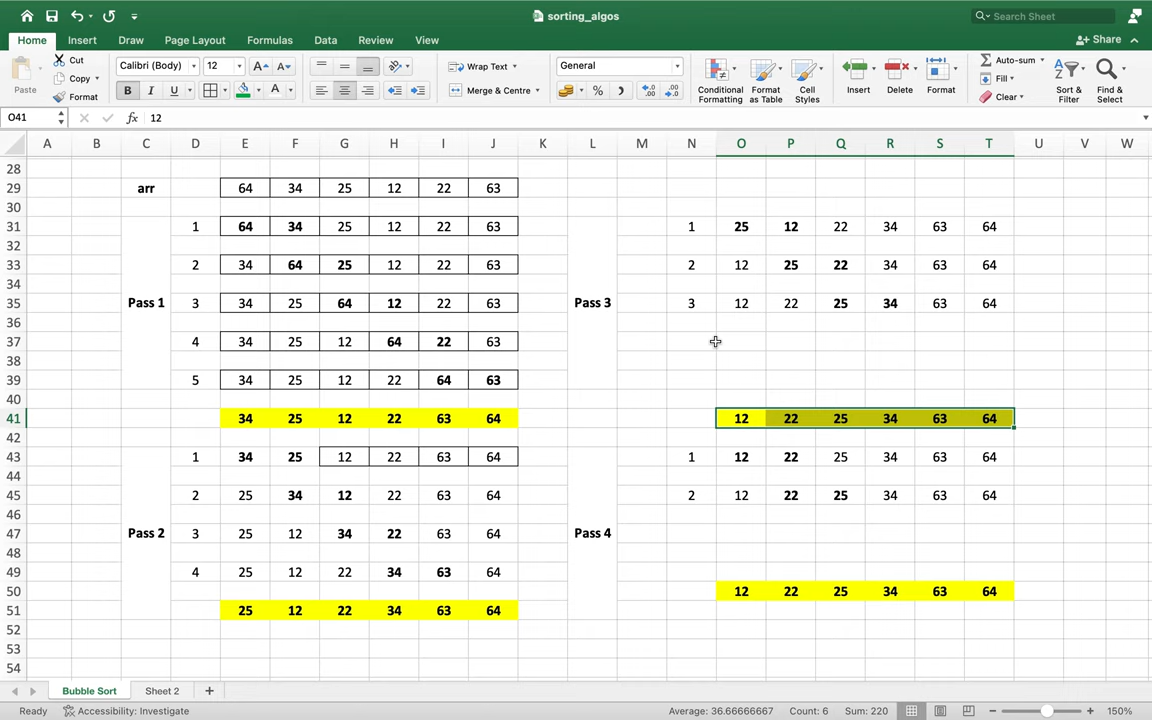 sorting_algos
Search Sheet
Home Insert Draw Page Layout Formulas Data Review View
Share
Paste
Cut
Copy
Format
Calibri (Body) 12
B I U
Wrap Text
Merge & Centre
General
Conditional Formatting
Format as Table
Cell Styles
Insert
Delete
Format
Auto-sum
Fill
Clear
Sort & Filter
Find & Select
O41 fx 12
A B C D E F G H I J K L M N O P Q R S T U V W
28
29 arr 64 34 25 12 22 63
30
31 1 64 34 25 12 22 63 1 25 12 22 34 63 64
32
33 2 34 64 25 12 22 63 2 12 25 22 34 63 64
34
35 Pass 1 3 34 25 64 12 22 63 Pass 3 3 12 22 25 34 63 64
36
37 4 34 25 12 64 22 63
38
39 5 34 25 12 22 64 63
40
41 34 25 12 22 63 64 12 22 25 34 63 64
42
43 1 34 25 12 22 63 64 1 12 22 25 34 63 64
44
45 2 25 34 12 22 63 64 2 12 22 25 34 63 64
46
47 Pass 2 3 25 12 34 22 63 64 Pass 4
48
49 4 25 12 22 34 63 64
50 12 22 25 34 63 64
51 25 12 22 34 63 64
52
53
54
Bubble Sort Sheet 2
Ready Accessibility: Investigate Average: 36.66666667 Count: 6 Sum: 220 150%